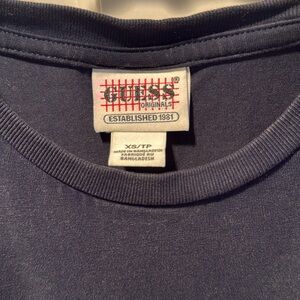 GUESS®
ORIGINALS
ESTABLISHED 1981
XS/TP
MADE IN BANGLADESH
FABRIQUÉ AU
BANGLADESH